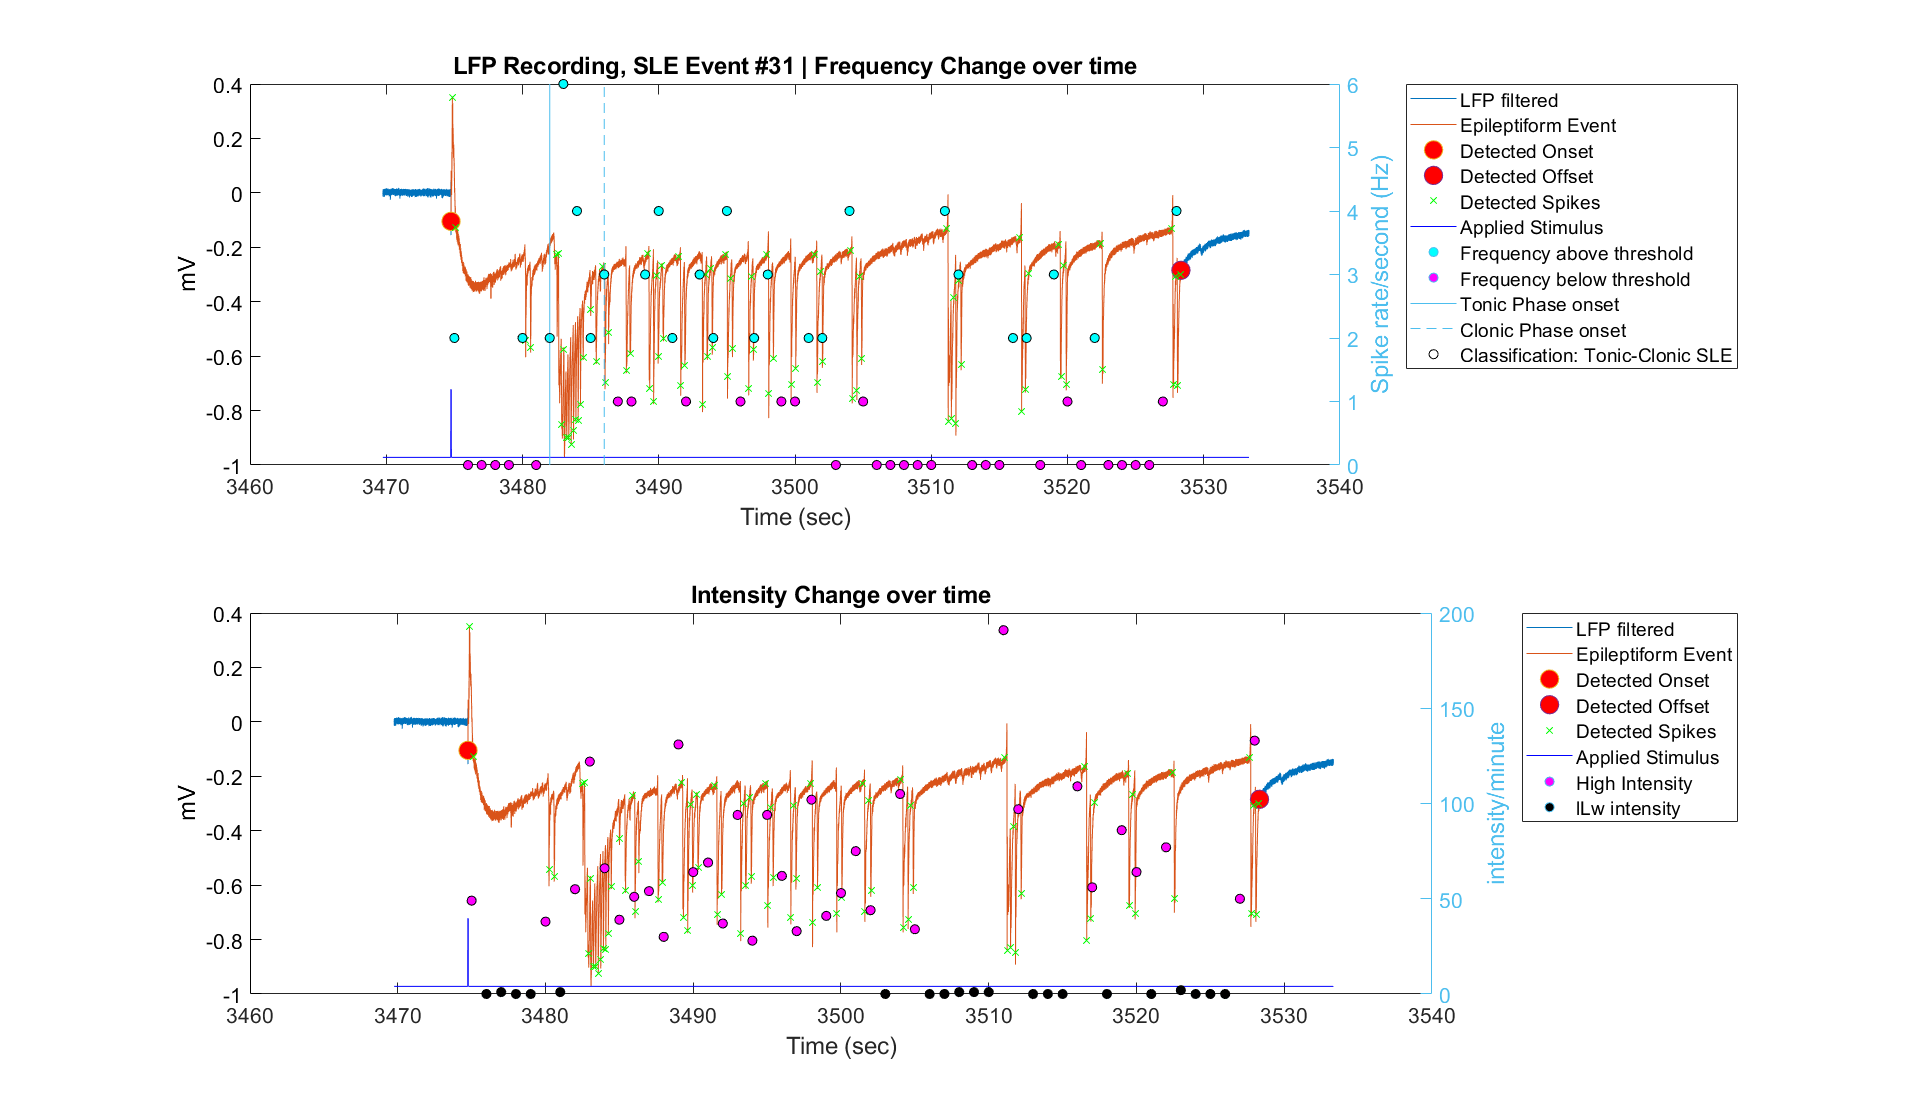 LFP Recording, SLE Event #31 | Frequency Change over time
0.4
0.2
0
-0.2
-0.4
-0.6
-0.8
-1
mV
3460
3470
3480
3490
3500
3510
3520
3530
3540
Time (sec)
6
5
4
3
2
1
0
Spike rate/second (Hz)
LFP filtered
Epileptiform Event
Detected Onset
Detected Offset
Detected Spikes
Applied Stimulus
Frequency above threshold
Frequency below threshold
Tonic Phase onset
Clonic Phase onset
Classification: Tonic-Clonic SLE
Intensity Change over time
0.4
0.2
0
-0.2
-0.4
-0.6
-0.8
-1
mV
3460
3470
3480
3490
3500
3510
3520
3530
3540
Time (sec)
200
150
100
50
0
intensity/minute
LFP filtered
Epileptiform Event
Detected Onset
Detected Offset
Detected Spikes
Applied Stimulus
High Intensity
lLw intensity